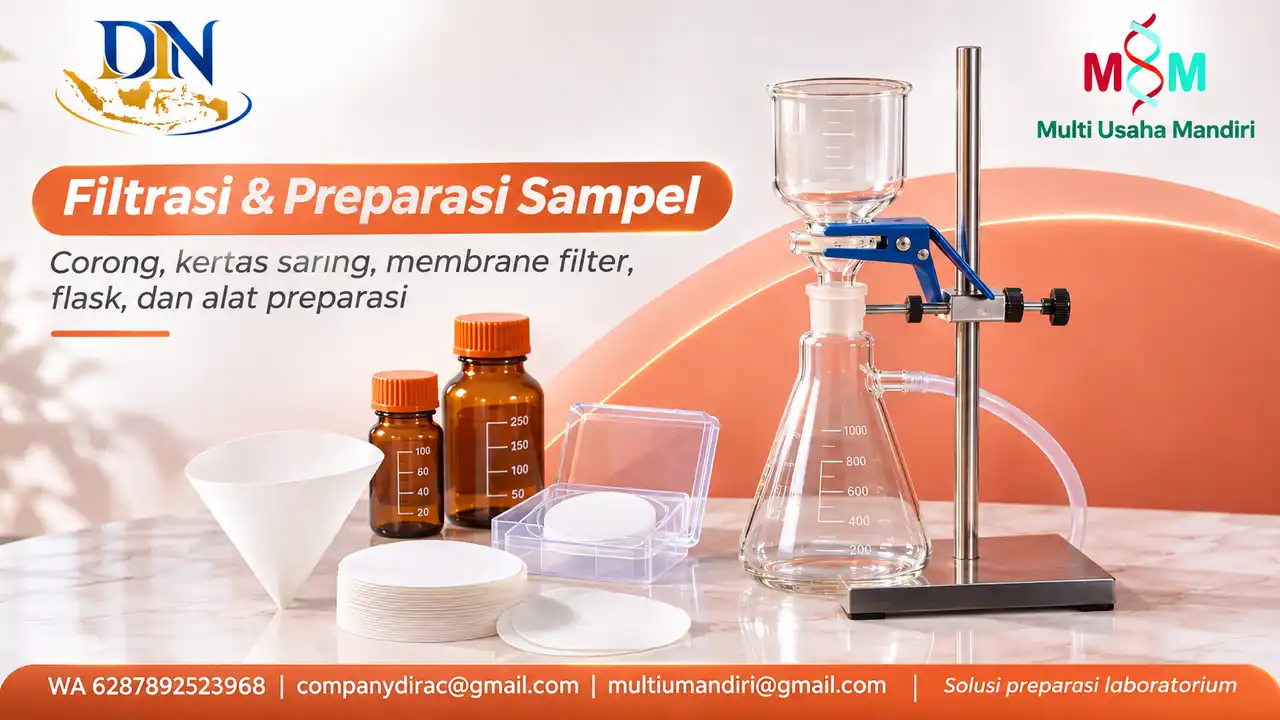 DIN
M M
Multi Usaha Mandiri
Filtrasi & Preparasi Sampel
Corong, kertas saring, membrane filter,
flask, dan alat preparasi
100
60
40
20
250
150
100
50
1000
800
600
400
200
WA 6287892523968 | companydirac@gmail.com | multiumandiri@gmail.com | Solusi preparasi laboratorium